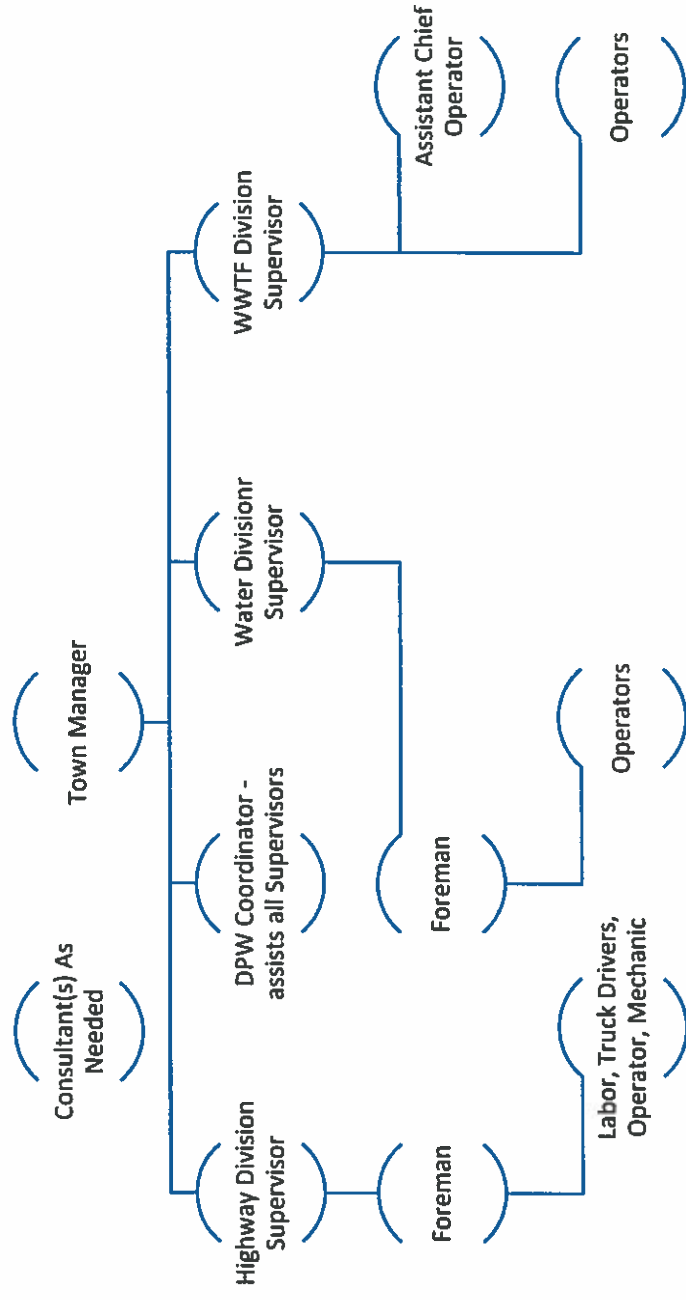 Consultant(s) As
Needed
Town Manager
Highway Division
Supervisor
DPW Coordinator -
assists all Supervisors
Water Divisionr
Supervisor
WWTF Division
Supervisor
Foreman
Foreman
Assistant Chief
Operator
Labor, Truck Drivers,
Operator, Mechanic
Operators
Operators